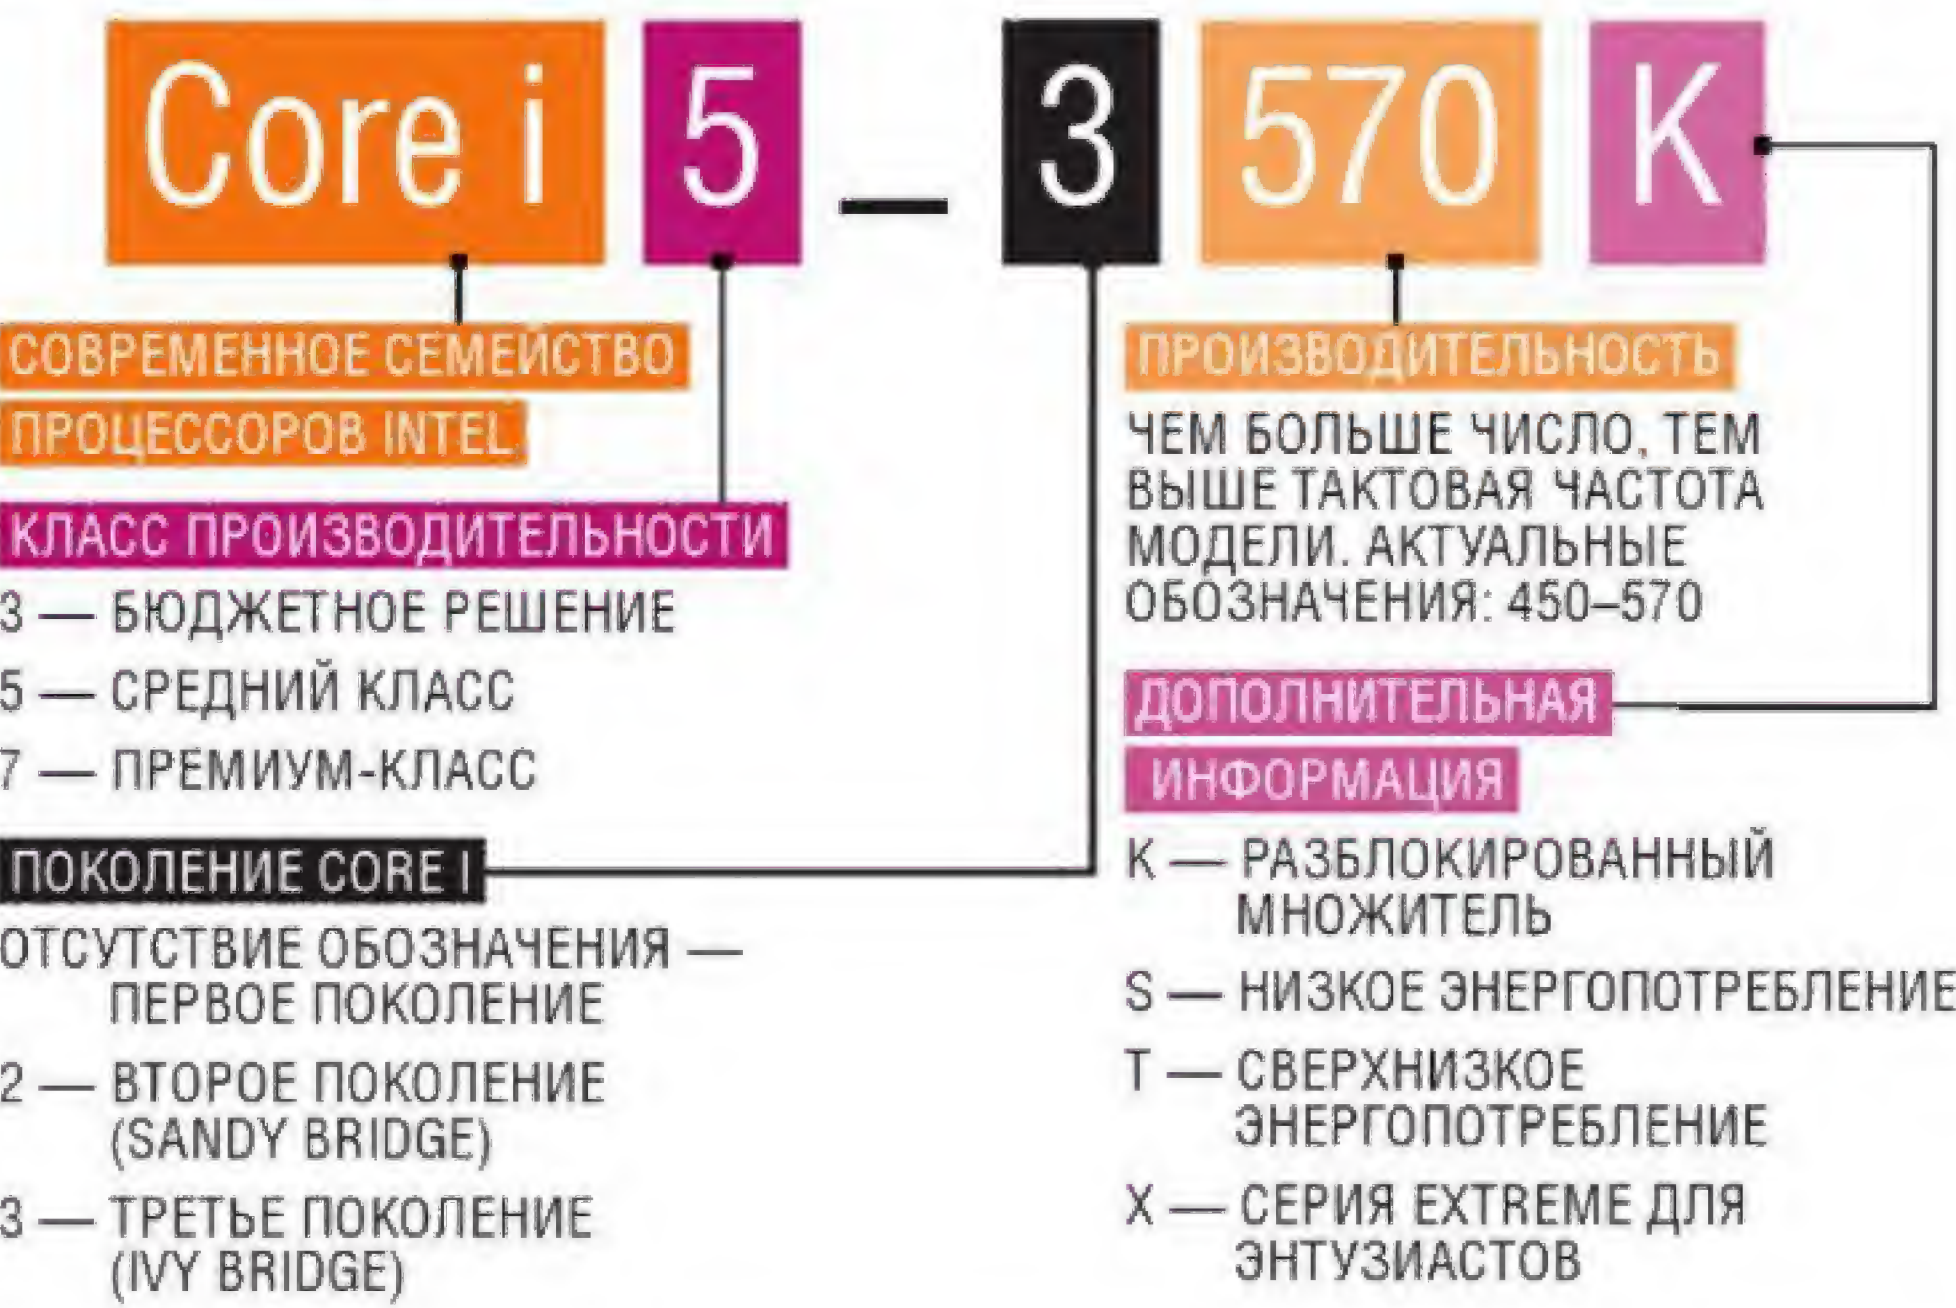 Core i 5 – 3 570 K
СОВРЕМЕННОЕ СЕМЕЙСТВО
ПРОЦЕССОРОВ INTEL
КЛАСС ПРОИЗВОДИТЕЛЬНОСТИ
3 — БЮДЖЕТНОЕ РЕШЕНИЕ
5 — СРЕДНИЙ КЛАСС
7 — ПРЕМИУМ-КЛАСС
ПОКОЛЕНИЕ CORE I
ОТСУТСТВИЕ ОБОЗНАЧЕНИЯ —
ПЕРВОЕ ПОКОЛЕНИЕ
2 — ВТОРОЕ ПОКОЛЕНИЕ
(SANDY BRIDGE)
3 — ТРЕТЬЕ ПОКОЛЕНИЕ
(IVY BRIDGE)
ПРОИЗВОДИТЕЛЬНОСТЬ
ЧЕМ БОЛЬШЕ ЧИСЛО, ТЕМ
ВЫШЕ ТАКТОВАЯ ЧАСТОТА
МОДЕЛИ. АКТУАЛЬНЫЕ
ОБОЗНАЧЕНИЯ: 450–570
ДОПОЛНИТЕЛЬНАЯ
ИНФОРМАЦИЯ
K — РАЗБЛОКИРОВАННЫЙ
МНОЖИТЕЛЬ
S — НИЗКОЕ ЭНЕРГОПОТРЕБЛЕНИЕ
T — СВЕРХНИЗКОЕ
ЭНЕРГОПОТРЕБЛЕНИЕ
X — СЕРИЯ EXTREME ДЛЯ
ЭНТУЗИАСТОВ